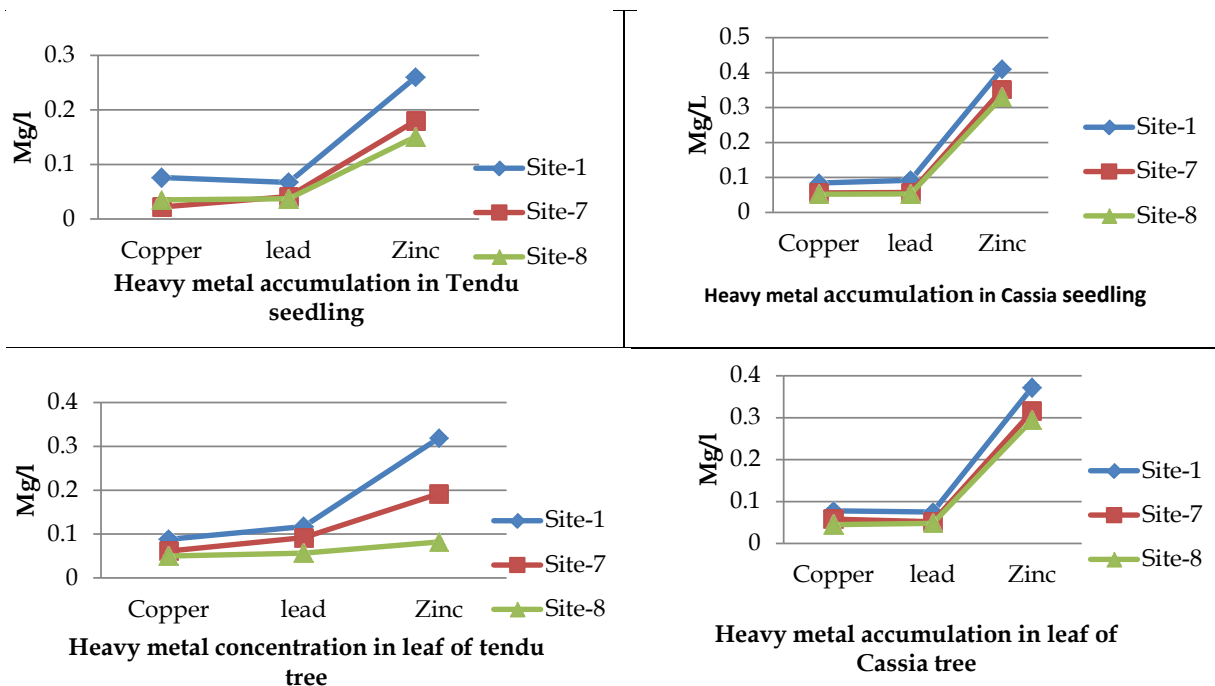 0.3
0.2
0.1
0
Mg/l
Copper lead Zinc
Site-1
Site-7
Site-8
Heavy metal accumulation in Tendu
seedling
0.5
0.4
0.3
0.2
0.1
0
Mg/L
Copper lead Zinc
Site-1
Site-7
Site-8
Heavy metal accumulation in Cassia seedling
0.4
0.3
0.2
0.1
0
Mg/l
Copper lead Zinc
Site-1
Site-7
Site-8
Heavy metal concentration in leaf of tendu
tree
0.4
0.3
0.2
0.1
0
Mg/l
Copper lead Zinc
Site-1
Site-7
Site-8
Heavy metal accumulation in leaf of
Cassia tree